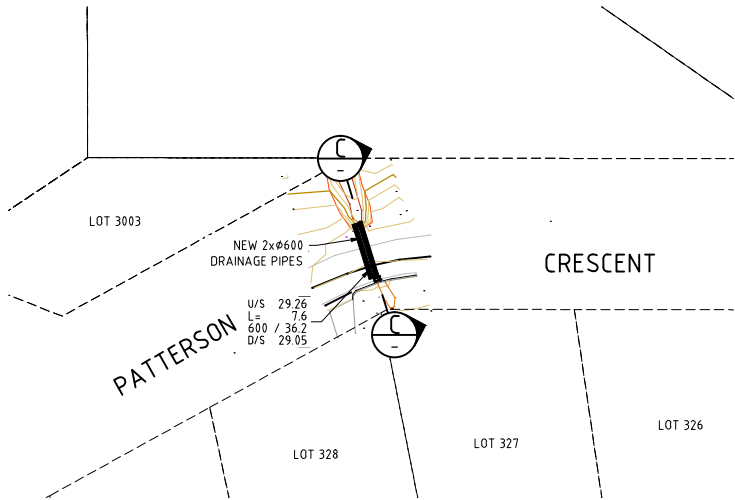 C
-
LOT 3003
NEW 2xø600
DRAINAGE PIPES
CRESCENT
U/S 29.26
L= 7.6
600 / 36.2
D/S 29.05
PATTERSON
C
-
LOT 326
LOT 327
LOT 328